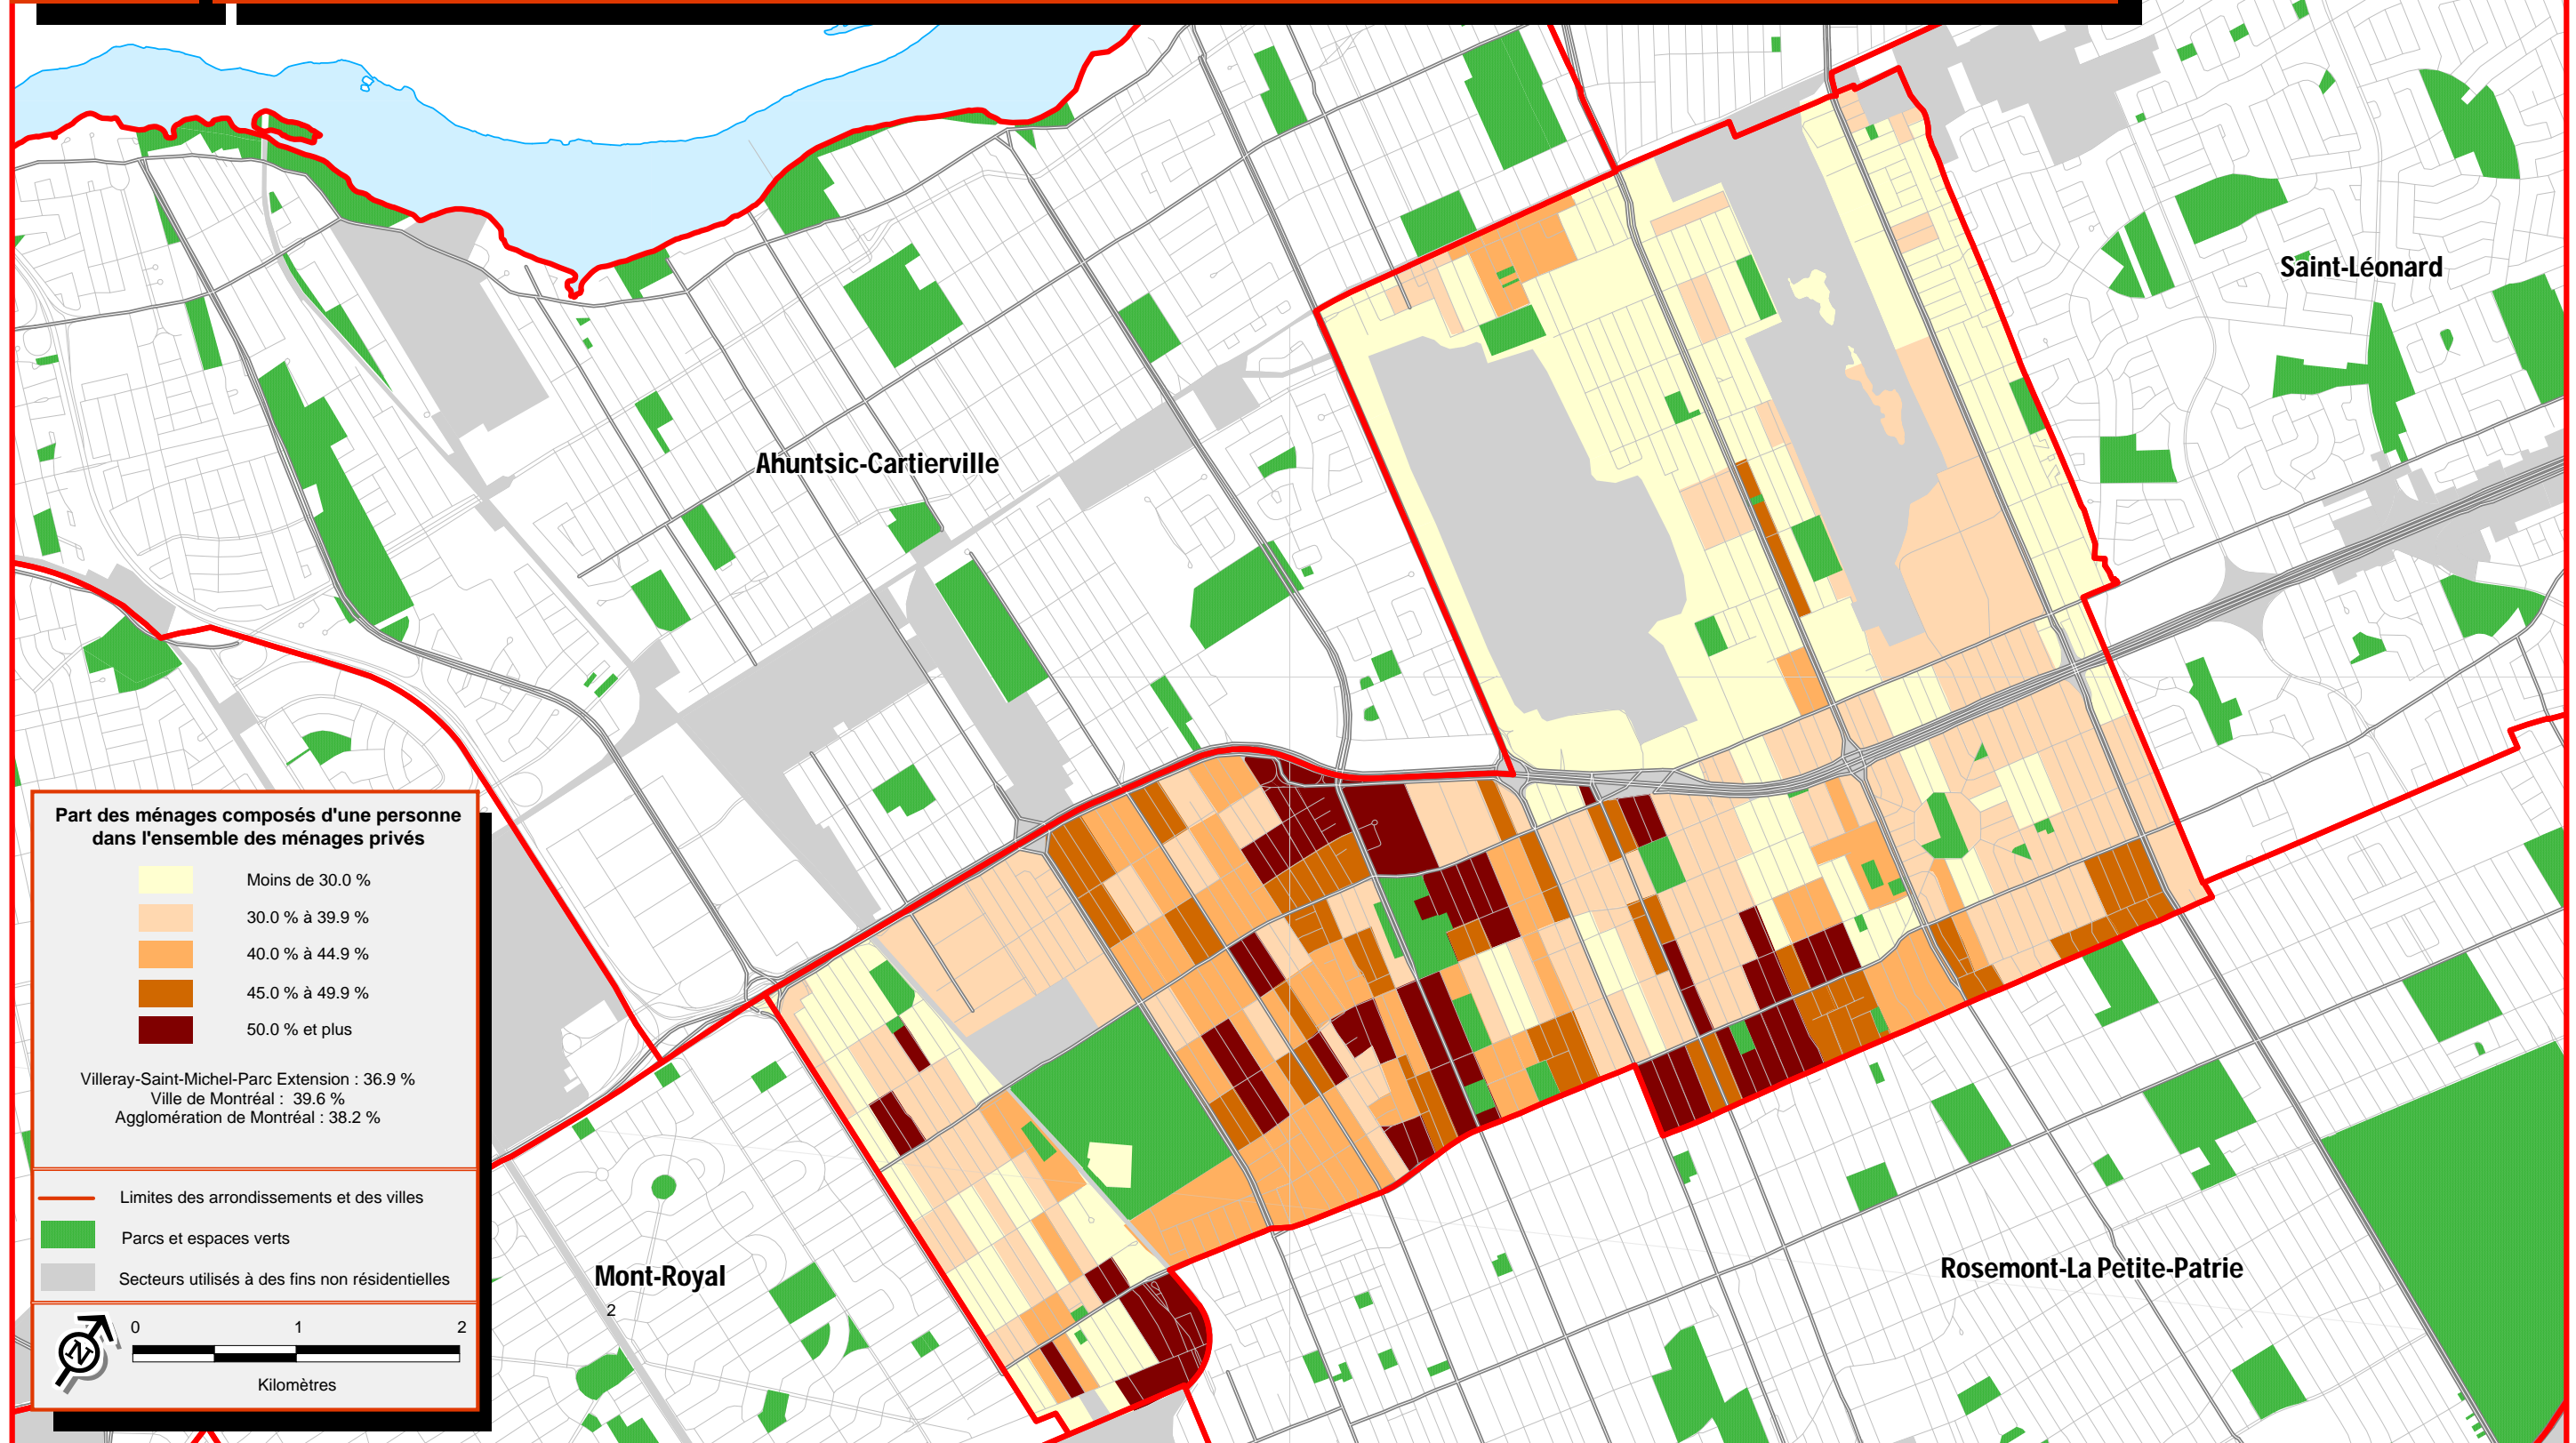 Saint-Léonard
Ahuntsic-Cartierville
Part des ménages composés d'une personne
dans l'ensemble des ménages privés
Moins de 30.0 %
30.0 % à 39.9 %
40.0 % à 44.9 %
45.0 % à 49.9 %
50.0 % et plus
Villeray-Saint-Michel-Parc Extension : 36.9 %
Ville de Montréal : 39.6 %
Agglomération de Montréal : 38.2 %
Limites des arrondissements et des villes
Parcs et espaces verts
Secteurs utilisés à des fins non résidentielles
N
0 1 2
Kilomètres
Mont-Royal
2
Rosemont-La Petite-Patrie